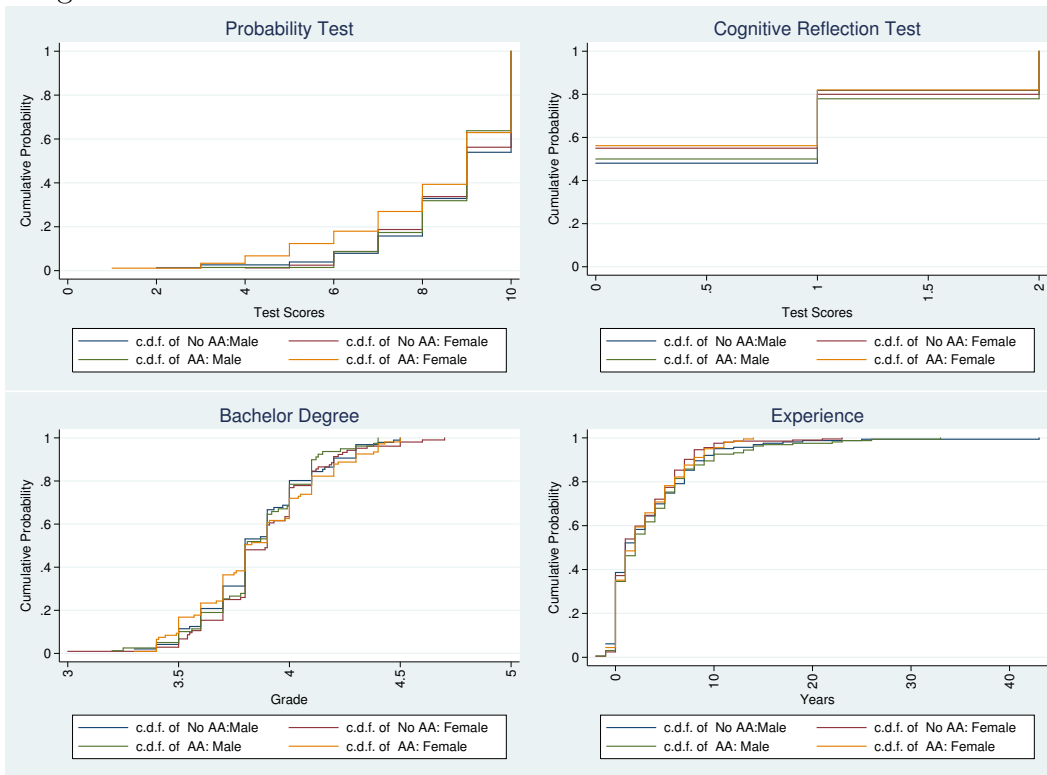 Probability Test
Cumulative Probability
1
.8
.6
.4
.2
0
0 2 4 6 8 10
Test Scores
c.d.f. of No AA:Male c.d.f. of No AA: Female
c.d.f. of AA: Male c.d.f. of AA: Female
Cognitive Reflection Test
Cumulative Probability
1
.8
.6
.4
.2
0
0 .5 1 1.5 2
Test Scores
c.d.f. of No AA:Male c.d.f. of No AA: Female
c.d.f. of AA: Male c.d.f. of AA: Female
Bachelor Degree
Cumulative Probability
1
.8
.6
.4
.2
0
3 3.5 4 4.5 5
Grade
c.d.f. of No AA:Male c.d.f. of No AA: Female
c.d.f. of AA: Male c.d.f. of AA: Female
Experience
Cumulative Probability
1
.8
.6
.4
.2
0
0 10 20 30 40
Years
c.d.f. of No AA:Male c.d.f. of No AA: Female
c.d.f. of AA: Male c.d.f. of AA: Female